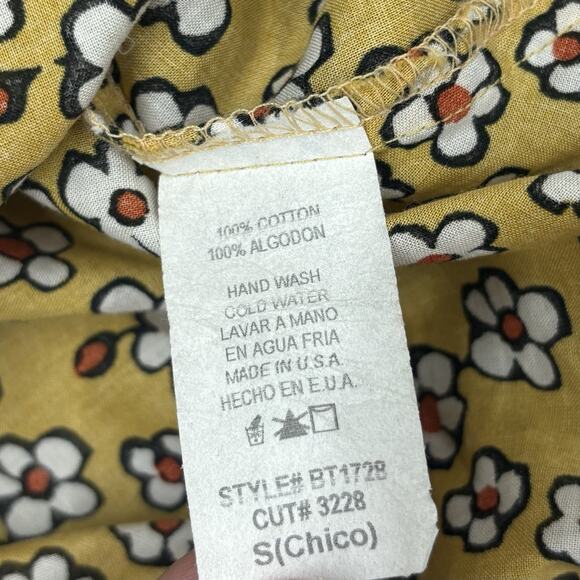 100% COTTON
100% ALGODON
HAND WASH
COLD WATER
LAVAR A MANO
EN AGUA FRIA
MADE IN U.S.A.
HECHO EN E.U.A.
STYLE# BT1728
CUT# 3228
S(Chico)